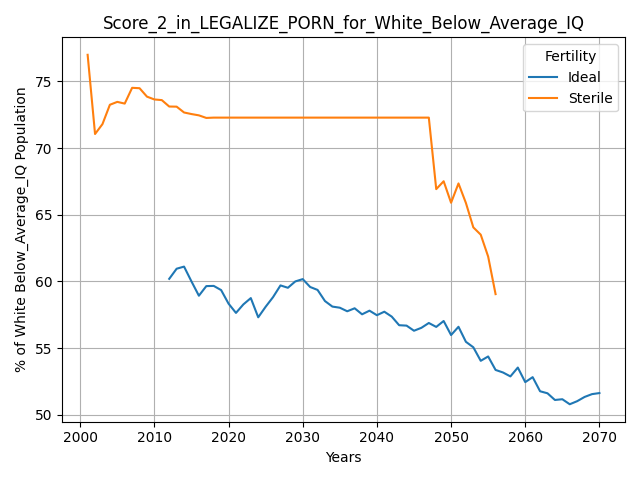 Score_2_in_LEGALIZE_PORN_for_White_Below_Average_IQ
Fertility
Ideal
Sterile
% of White Below_Average_IQ Population
75
70
65
60
55
50
2000 2010 2020 2030 2040 2050 2060 2070
Years